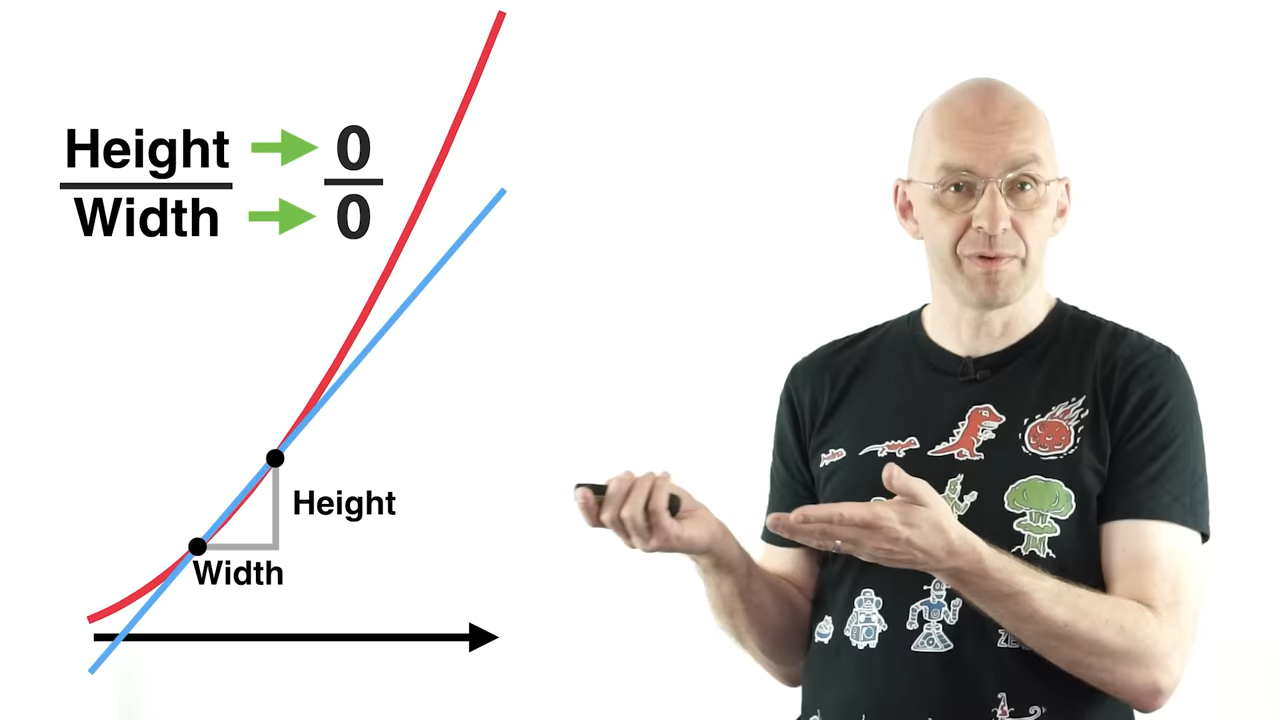 Height → 0
Width → 0
Height
Width